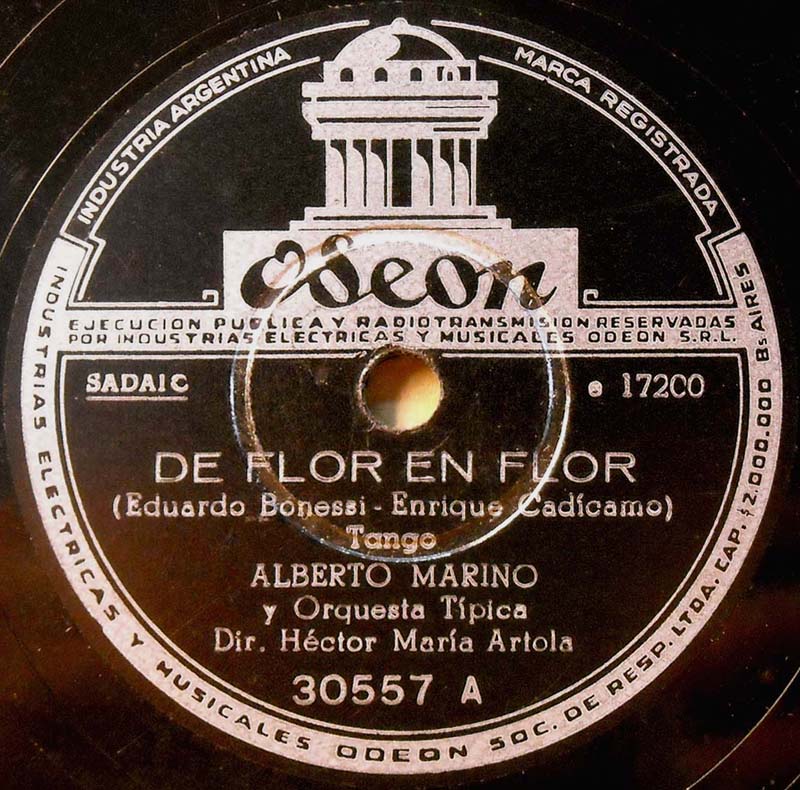 INDUSTRIA ARGENTINA
MARCA REGISTRADA
Odeon
EJECUCION PUBLICA Y RADIOTRANSMISION RESERVADAS
POR INDUSTRIAS ELECTRICAS Y MUSICALES ODEON S.R.L.
SADAIC
e 17200
DE FLOR EN FLOR
(Eduardo Bonessi - Enrique Cadícamo)
Tango
ALBERTO MARINO
y Orquesta Típica
Dir. Héctor María Artola
30557 A
INDUSTRIAS ELECTRICAS Y MUSICALES ODEON SOC. DE RESP. LTDA. CAP. $2.000.000 Bs AIRES